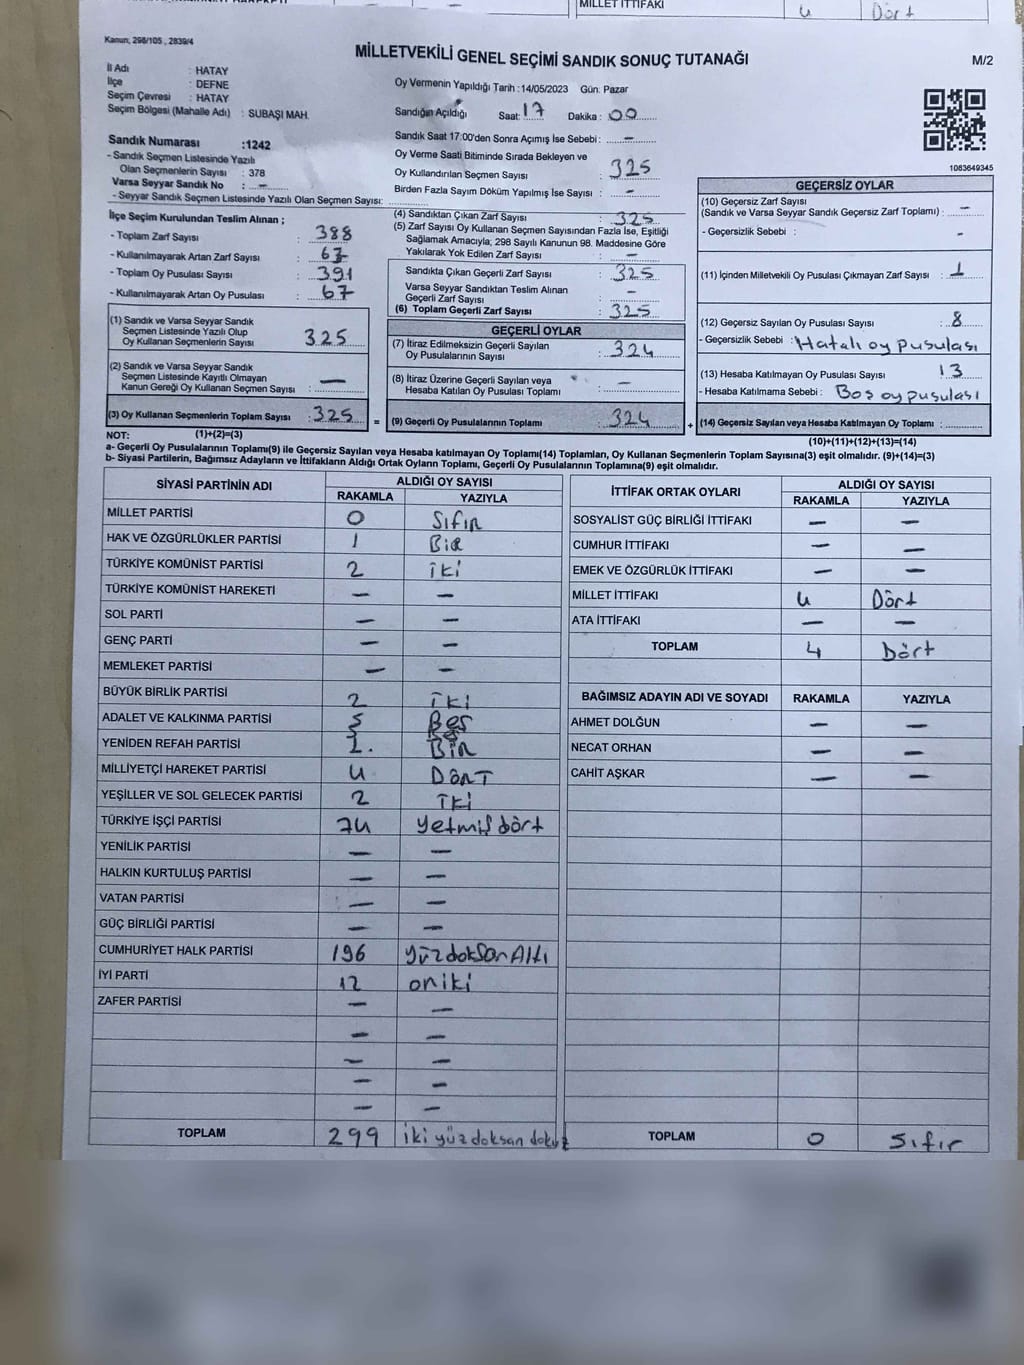 MİLLET İTTİFAKI 4 Dört
Kanun; 298/105 , 2839/4
MİLLETVEKİLİ GENEL SEÇİMİ SANDIK SONUÇ TUTANAĞI
M/2
İl Adı : HATAY
İlçe : DEFNE
Seçim Çevresi : HATAY
Seçim Bölgesi (Mahalle Adı) : SUBAŞI MAH.
Sandık Numarası :1242
- Sandık Seçmen Listesinde Yazılı
Olan Seçmenlerin Sayısı : 378
Varsa Seyyar Sandık No : –
- Seyyar Sandık Seçmen Listesinde Yazılı Olan Seçmen Sayısı:
Oy Vermenin Yapıldığı Tarih :14/05/2023 Gün: Pazar
Sandığın Açıldığı Saat: 17 Dakika : 00
Sandık Saat 17:00'den Sonra Açımış İse Sebebi : –
Oy Verme Saati Bitiminde Sırada Bekleyen ve
Oy Kullandırılan Seçmen Sayısı : 325
Birden Fazla Sayım Döküm Yapılmış İse Sayısı : –
1063649345
İlçe Seçim Kurulundan Teslim Alınan ;
- Toplam Zarf Sayısı : 388
- Kullanılmayarak Artan Zarf Sayısı : 63
- Toplam Oy Pusulası Sayısı : 391
- Kullanılmayarak Artan Oy Pusulası : 67
(1) Sandık ve Varsa Seyyar Sandık
Seçmen Listesinde Yazılı Olup
Oy Kullanan Seçmenlerin Sayısı : 325
(2) Sandık ve Varsa Seyyar Sandık
Seçmen Listesinde Kayıtlı Olmayan
Kanun Gereği Oy Kullanan Seçmen Sayısı : –
(3) Oy Kullanan Seçmenlerin Toplam Sayısı : 325
(1)+(2)=(3)
(4) Sandıktan Çıkan Zarf Sayısı : 325
(5) Zarf Sayısı Oy Kullanan Seçmen Sayısından Fazla İse, Eşitliği
Sağlamak Amacıyla, 298 Sayılı Kanunun 98. Maddesine Göre
Yakılarak Yok Edilen Zarf Sayısı : –
Sandıkta Çıkan Geçerli Zarf Sayısı : 325
Varsa Seyyar Sandıktan Teslim Alınan
Geçerli Zarf Sayısı : –
(6) Toplam Geçerli Zarf Sayısı : 325
GEÇERLİ OYLAR
(7) İtiraz Edilmeksizin Geçerli Sayılan
Oy Pusulalarının Sayısı : 324
(8) İtiraz Üzerine Geçerli Sayılan veya
Hesaba Katılan Oy Pusulası Toplamı : –
= (9) Geçerli Oy Pusulalarının Toplamı : 324 +
GEÇERSİZ OYLAR
(10) Geçersiz Zarf Sayısı
(Sandık ve Varsa Seyyar Sandık Geçersiz Zarf Toplamı) : –
- Geçersizlik Sebebi : –
(11) İçinden Milletvekili Oy Pusulası Çıkmayan Zarf Sayısı : 1
(12) Geçersiz Sayılan Oy Pusulası Sayısı : 8
- Geçersizlik Sebebi : Hatalı oy pusulası
(13) Hesaba Katılmayan Oy Pusulası Sayısı : 13
- Hesaba Katılmama Sebebi : Boş oy pusulası
(14) Geçersiz Sayılan veya Hesaba Katılmayan Oy Toplamı :
(10)+(11)+(12)+(13)=(14)
NOT:
a- Geçerli Oy Pusulalarının Toplamı(9) ile Geçersiz Sayılan veya Hesaba katılmayan Oy Toplamı(14) Toplamları, Oy Kullanan Seçmenlerin Toplam Sayısına(3) eşit olmalıdır. (9)+(14)=(3)
b- Siyasi Partilerin, Bağımsız Adayların ve İttifakların Aldığı Ortak Oyların Toplamı, Geçerli Oy Pusulalarının Toplamına(9) eşit olmalıdır.
SİYASİ PARTİNİN ADI ALDIĞI OY SAYISI
RAKAMLA YAZIYLA
MİLLET PARTİSİ 0 Sıfır
HAK VE ÖZGÜRLÜKLER PARTİSİ 1 Bir
TÜRKİYE KOMÜNİST PARTİSİ 2 iki
TÜRKİYE KOMÜNİST HAREKETİ – –
SOL PARTİ – –
GENÇ PARTİ – –
MEMLEKET PARTİSİ – –
BÜYÜK BİRLİK PARTİSİ 2 iki
ADALET VE KALKINMA PARTİSİ 5 Beş
YENİDEN REFAH PARTİSİ 1. Bir
MİLLİYETÇİ HAREKET PARTİSİ 4 DÖRT
YEŞİLLER VE SOL GELECEK PARTİSİ 2 iki
TÜRKİYE İŞÇİ PARTİSİ 74 Yetmiş dört
YENİLİK PARTİSİ – –
HALKIN KURTULUŞ PARTİSİ – –
VATAN PARTİSİ – –
GÜÇ BİRLİĞİ PARTİSİ – –
CUMHURİYET HALK PARTİSİ 196 yüzdoksanAltı
İYİ PARTİ 12 oniki
ZAFER PARTİSİ – –
– –
– –
– –
– –
TOPLAM 299 iki yüz doksan dokuz
İTTİFAK ORTAK OYLARI ALDIĞI OY SAYISI
RAKAMLA YAZIYLA
SOSYALİST GÜÇ BİRLİĞİ İTTİFAKI – –
CUMHUR İTTİFAKI – –
EMEK VE ÖZGÜRLÜK İTTİFAKI – –
MİLLET İTTİFAKI 4 Dört
ATA İTTİFAKI – –
TOPLAM 4 Dört
BAĞIMSIZ ADAYIN ADI VE SOYADI RAKAMLA YAZIYLA
AHMET DOLĞUN – –
NECAT ORHAN – –
CAHİT AŞKAR – –
TOPLAM 0 Sıfır